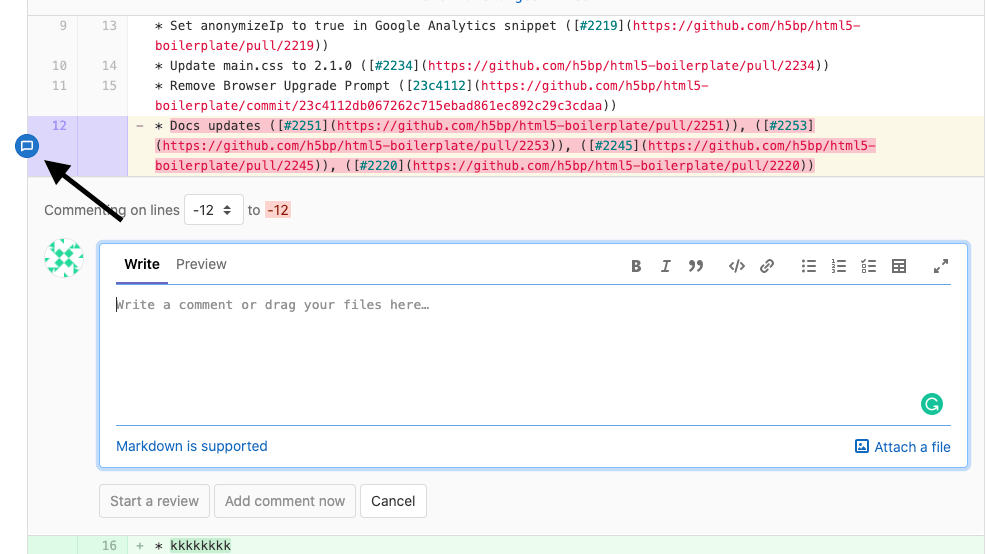 9 13 * Set anonymizeIp to true in Google Analytics snippet ([#2219](https://github.com/h5bp/html5-
boilerplate/pull/2219))
10 14 * Update main.css to 2.1.0 ([#2234](https://github.com/h5bp/html5-boilerplate/pull/2234))
11 15 * Remove Browser Upgrade Prompt ([23c4112](https://github.com/h5bp/html5-
boilerplate/commit/23c4112db067262c715ebad861ec892c29c3cdaa))
12 - * Docs updates ([#2251](https://github.com/h5bp/html5-boilerplate/pull/2251)), ([#2253]
(https://github.com/h5bp/html5-boilerplate/pull/2253)), ([#2245](https://github.com/h5bp/html5-
boilerplate/pull/2245)), ([#2220](https://github.com/h5bp/html5-boilerplate/pull/2220))
Commenting on lines -12 to -12
Write Preview
Write a comment or drag your files here…
Markdown is supported Attach a file
Start a review Add comment now Cancel
16 + * kkkkkkkk